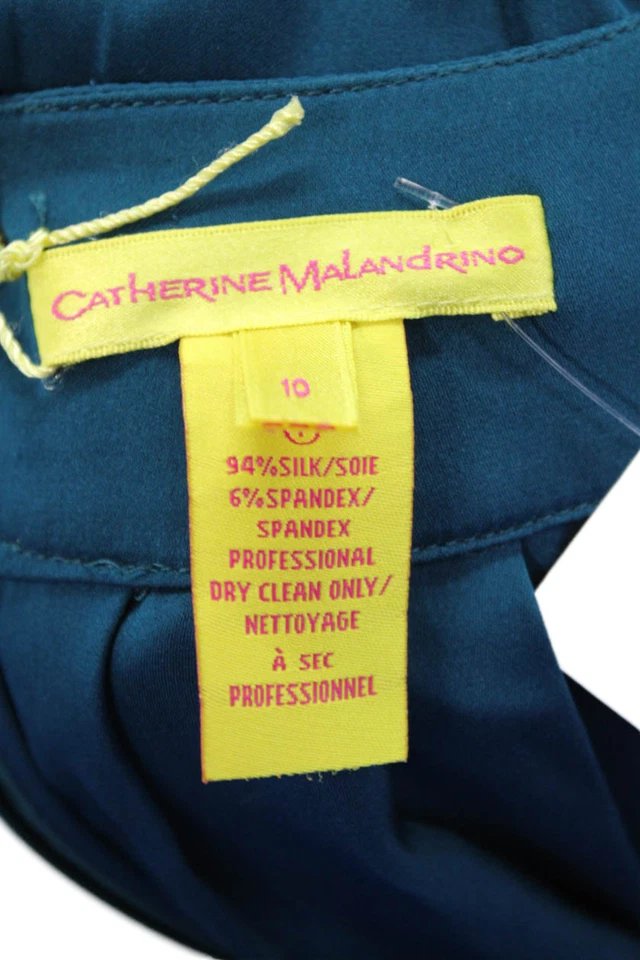 Catherine Malandrino
10
94%SILK/SOIE
6%SPANDEX/
SPANDEX
PROFESSIONAL
DRY CLEAN ONLY/
NETTOYAGE
À SEC
PROFESSIONNEL